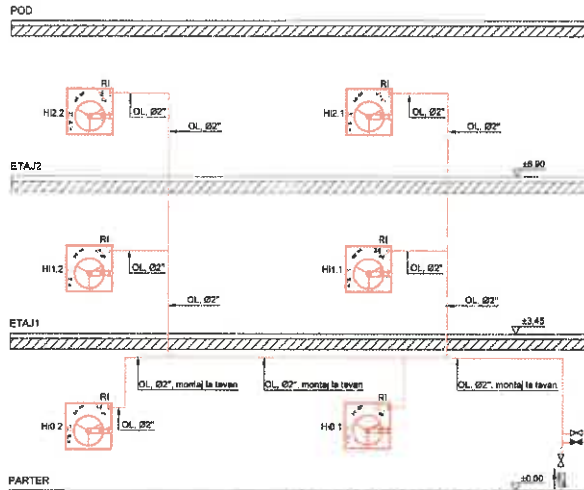 POD
RI RI
HI2.2 OL, Ø2" HI2.1 OL, Ø2"
OL, Ø2" OL, Ø2"
ETAJ2 ±6.90
RI RI
HI1.2 OL, Ø2" HI1.1 OL, Ø2"
OL, Ø2" OL, Ø2"
ETAJ1 ±3.45
OL, Ø2", montaj la tavan OL, Ø2", montaj la tavan OL, Ø2", montaj la tavan
RI RI
HI0.2 OL, Ø2" HI0.1
PARTER ±0.00